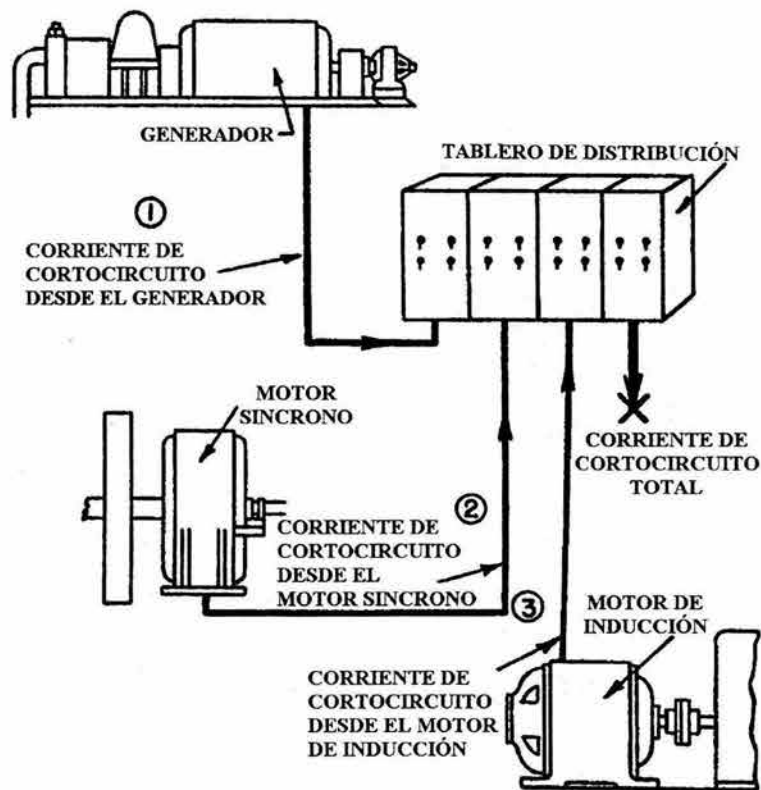 GENERADOR
TABLERO DE DISTRIBUCIÓN
①
CORRIENTE DE
CORTOCIRCUITO
DESDE EL GENERADOR
MOTOR
SINCRONO
CORRIENTE DE
CORTOCIRCUITO
TOTAL
②
CORRIENTE DE
CORTOCIRCUITO
DESDE EL
MOTOR SINCRONO
③
MOTOR DE
INDUCCIÓN
CORRIENTE DE
CORTOCIRCUITO
DESDE EL MOTOR
DE INDUCCIÓN